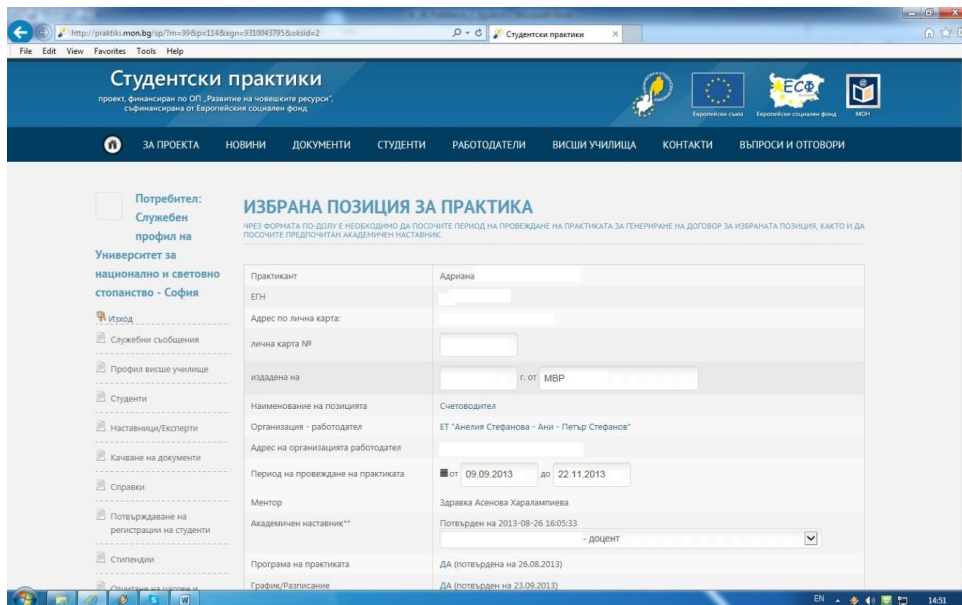 http://praktiki.mon.bg/sp/?m=99&p=114&egn=9310043795&oksid=2
Студентски практики
File Edit View Favorites Tools Help
Студентски практики
проект, финансиран по ОП „Развитие на човешките ресурси“,
съфинансирана от Европейския социален фонд
ЕСФ
Европейски съюз
Европейски социален фонд
МОН
ЗА ПРОЕКТА НОВИНИ ДОКУМЕНТИ СТУДЕНТИ РАБОТОДАТЕЛИ ВИСШИ УЧИЛИЩА КОНТАКТИ ВЪПРОСИ И ОТГОВОРИ
Потребител:
Служебен
профил на
Университет за
национално и световно
стопанство - София
Изход
Служебни съобщения
Профил висше училище
Студенти
Наставници/Експерти
Качване на документи
Справки
Потвърждаване на
регистрации на студенти
Стипендии
Отчитане на часове и
ИЗБРАНА ПОЗИЦИЯ ЗА ПРАКТИКА
ЧРЕЗ ФОРМАТА ПО-ДОЛУ Е НЕОБХОДИМО ДА ПОСОЧИТЕ ПЕРИОД НА ПРОВЕЖДАНЕ НА ПРАКТИКАТА ЗА ГЕНЕРИРАНЕ НА ДОГОВОР ЗА ИЗБРАНАТА ПОЗИЦИЯ, КАКТО И ДА
ПОСОЧИТЕ ПРЕДПОЧИТАН АКАДЕМИЧЕН НАСТАВНИК.
Практикант Адриана
ЕГН
Адрес по лична карта:
лична карта №
издадена на г. от МВР
Наименование на позицията Счетоводител
Организация - работодател ЕТ "Анелия Стефанова - Ани - Петър Стефанов"
Адрес на организацията работодател
Период на провеждане на практиката от 09.09.2013 до 22.11.2013
Ментор Здравка Асенова Харалампиева
Академичен наставник** Потвърден на 2013-08-26 16:05:33
- доцент
Програма на практиката ДА (потвърдена на 26.08.2013)
График/Разписание ДА (потвърден на 23.09.2013)
EN 14:51